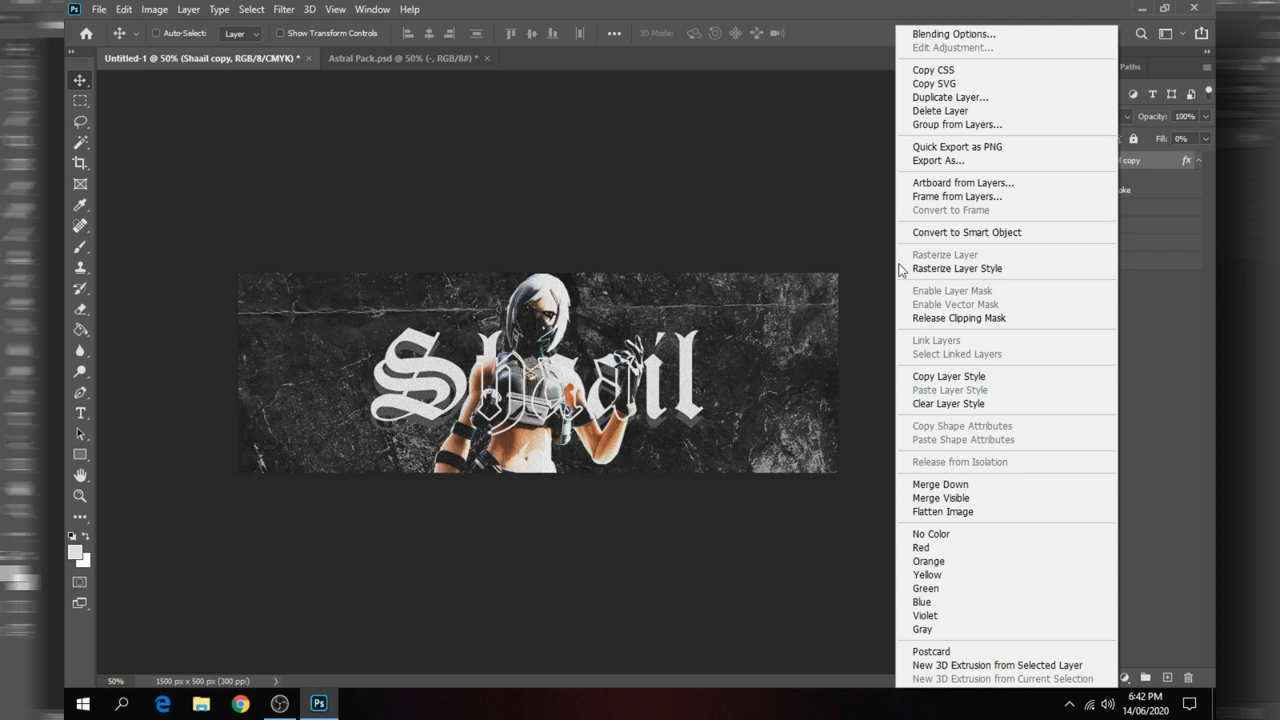 Ps File Edit Image Layer Type Select Filter 3D View Window Help
Auto-Select: Layer Show Transform Controls 3D Mode:
Untitled-1 @ 50% (Shaail copy, RGB/8/CMYK) * × Astral Pack.psd @ 50% (-, RGB/8#) * ×
Paths
Opacity: 100%
Fill: 0%
copy fx
oke
Shaail
Blending Options...
Edit Adjustment...
Copy CSS
Copy SVG
Duplicate Layer...
Delete Layer
Group from Layers...
Quick Export as PNG
Export As...
Artboard from Layers...
Frame from Layers...
Convert to Frame
Convert to Smart Object
Rasterize Layer
Rasterize Layer Style
Enable Layer Mask
Enable Vector Mask
Release Clipping Mask
Link Layers
Select Linked Layers
Copy Layer Style
Paste Layer Style
Clear Layer Style
Copy Shape Attributes
Paste Shape Attributes
Release from Isolation
Merge Down
Merge Visible
Flatten Image
No Color
Red
Orange
Yellow
Green
Blue
Violet
Gray
Postcard
New 3D Extrusion from Selected Layer
New 3D Extrusion from Current Selection
50% 1500 px x 500 px (300 ppi)
Ps
6:42 PM
14/06/2020